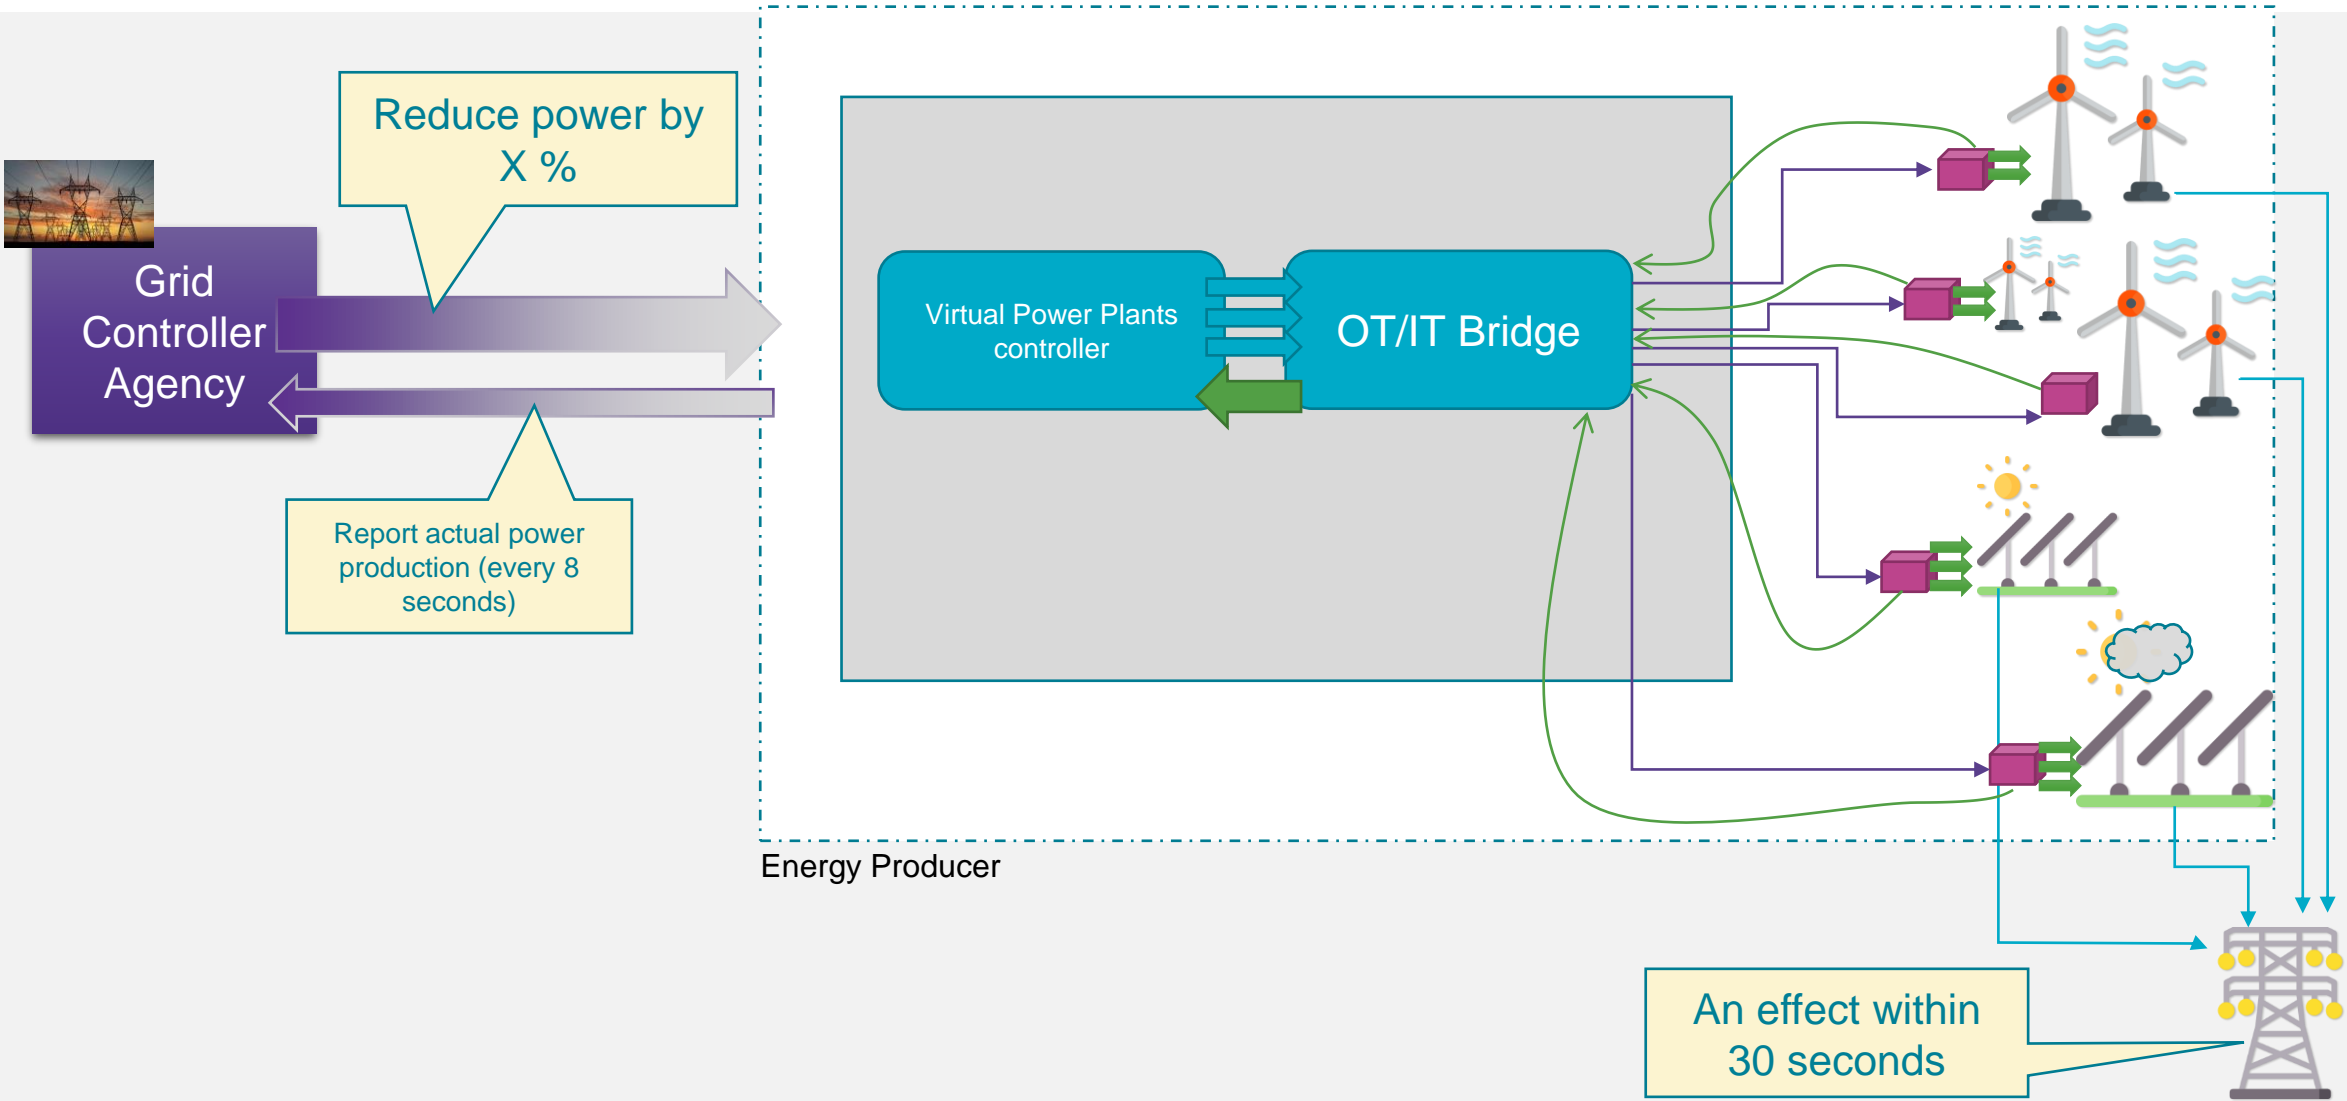 Reduce power by
X %
Grid
Controller
Agency
Virtual Power Plants
controller
OT/IT Bridge
Report actual power
production (every 8
seconds)
Energy Producer
An effect within
30 seconds